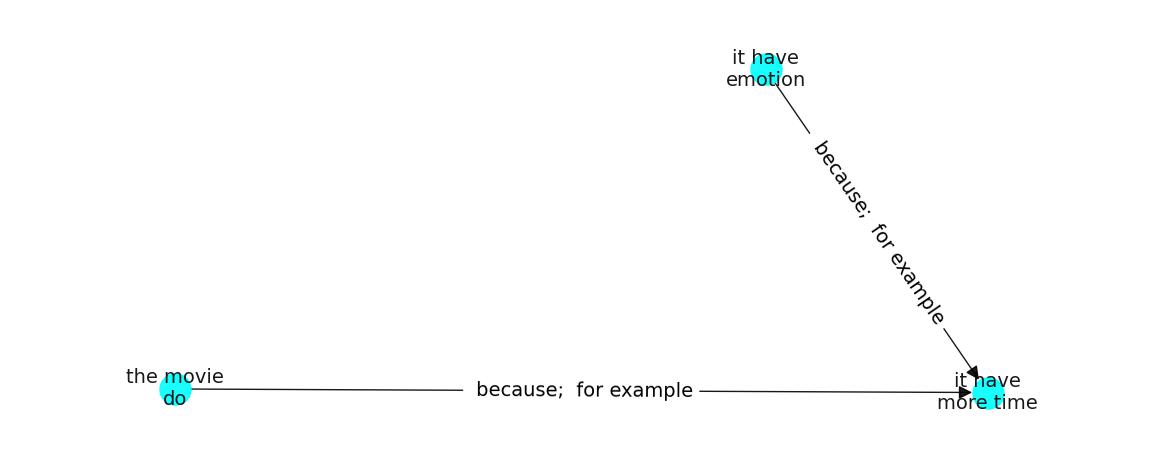 it have
emotion
because;  for example
the movie
do
because;  for example
it have
more time